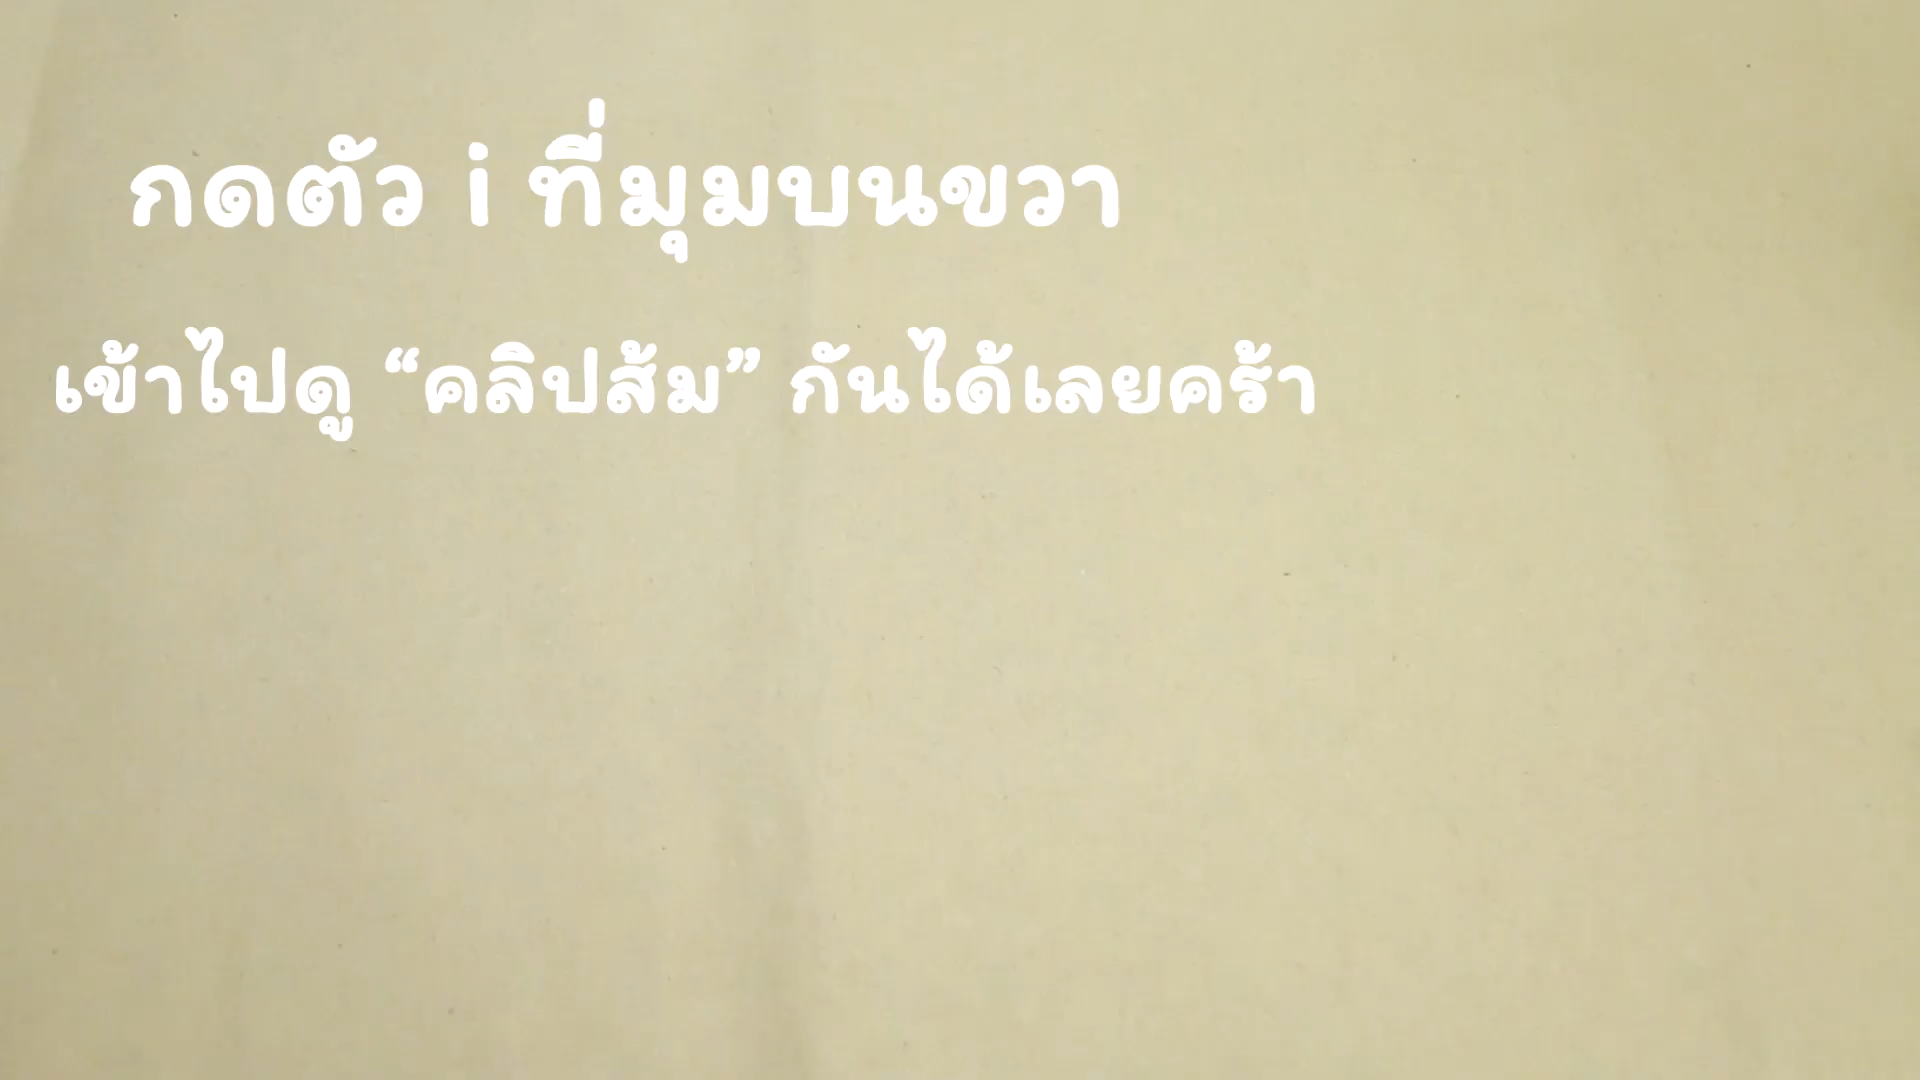 กดตัว i ที่มุมบนขวา
เข้าไปดู “คลิปส้ม” กันได้เลยคร้า